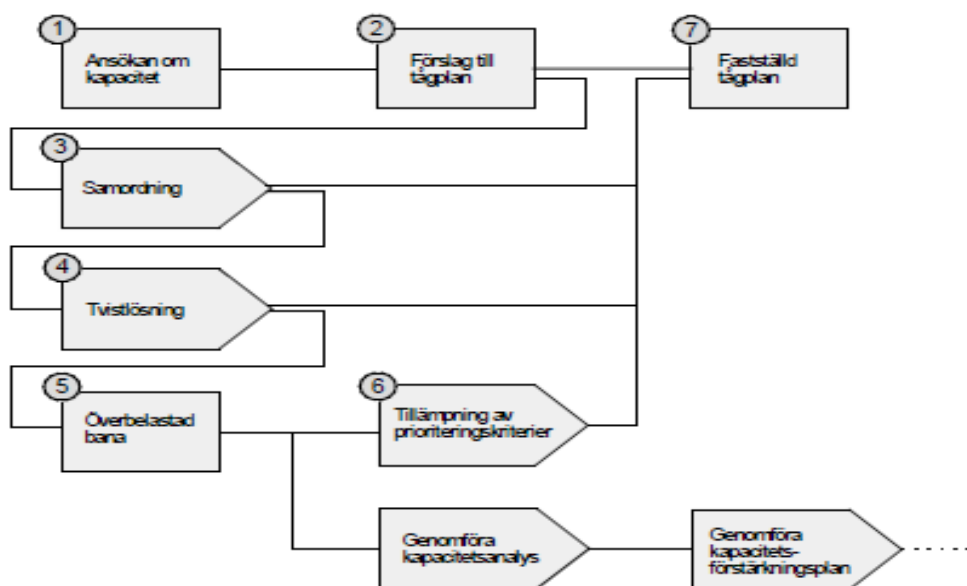 1
Ansökan om
kapacitet
2
Förslag till
tågplan
7
Fastställd
tågplan
3
Samordning
4
Tvistlösning
5
Överbelastad
bana
6
Tillämpning av
prioriteringskriterier
Genomföra
kapacitetsanalys
Genomföra
kapacitets-
förstärkningsplan